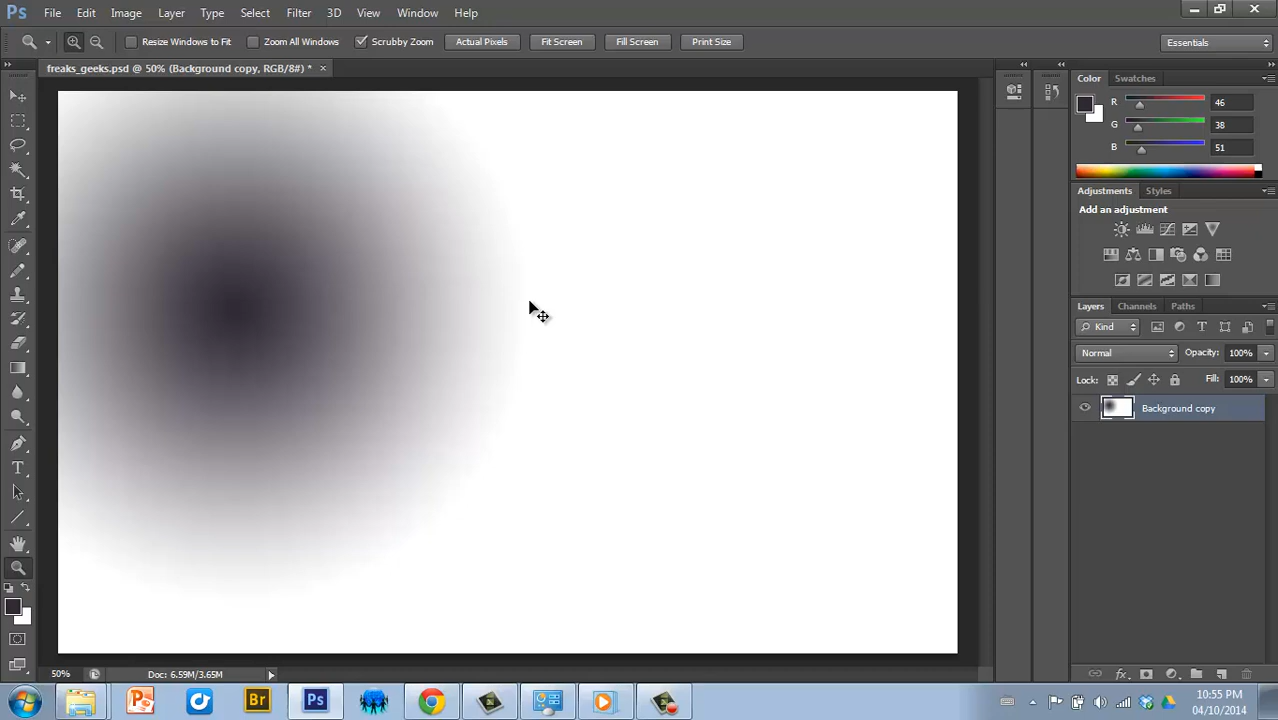 Ps File Edit Image Layer Type Select Filter 3D View Window Help
Resize Windows to Fit Zoom All Windows Scrubby Zoom Actual Pixels Fit Screen Fill Screen Print Size Essentials
freaks_geeks.psd @ 50% (Background copy, RGB/8#) * ×
Color Swatches
R 46
G 38
B 51
Adjustments Styles
Add an adjustment
Layers Channels Paths
Kind
Normal Opacity: 100%
Lock: Fill: 100%
Background copy
T
50% Doc: 6.59M/3.65M
Br Ps
10:55 PM
04/10/2014